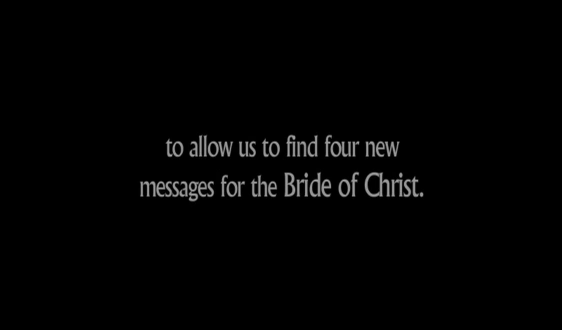 to allow us to find four new
messages for the Bride of Christ.